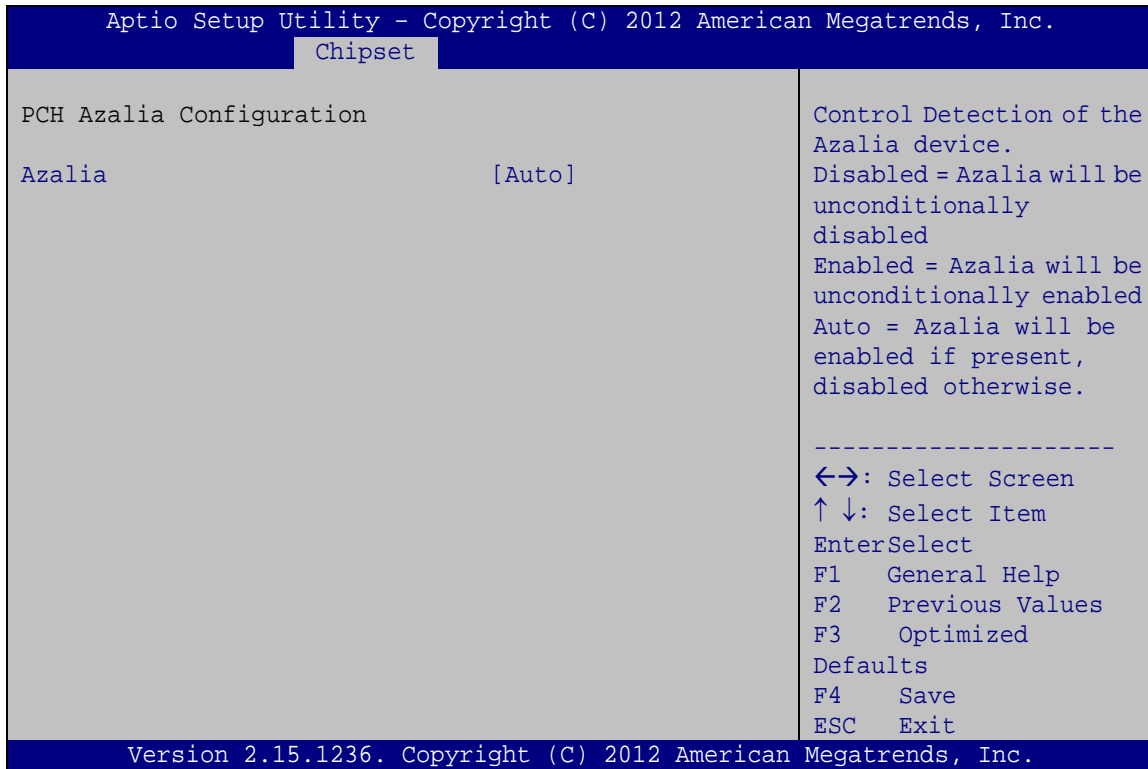 Aptio Setup Utility – Copyright (C) 2012 American Megatrends, Inc.
Chipset
PCH Azalia Configuration
Azalia [Auto]
Control Detection of the
Azalia device.
Disabled = Azalia will be
unconditionally
disabled
Enabled = Azalia will be
unconditionally enabled
Auto = Azalia will be
enabled if present,
disabled otherwise.
---------------------
←→: Select Screen
↑ ↓: Select Item
EnterSelect
F1 General Help
F2 Previous Values
F3 Optimized
Defaults
F4 Save
ESC Exit
Version 2.15.1236. Copyright (C) 2012 American Megatrends, Inc.